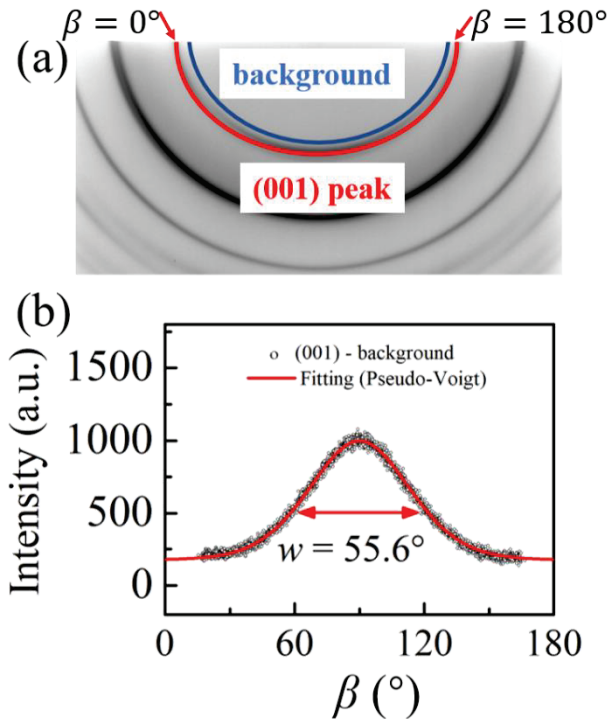 β = 0°
β = 180°
(a)
background
(001) peak
(b)
(001) - background
Fitting (Pseudo-Voigt)
1500
1000
500
0
Intensity (a.u.)
w = 55.6°
0
60
120
180
β (°)